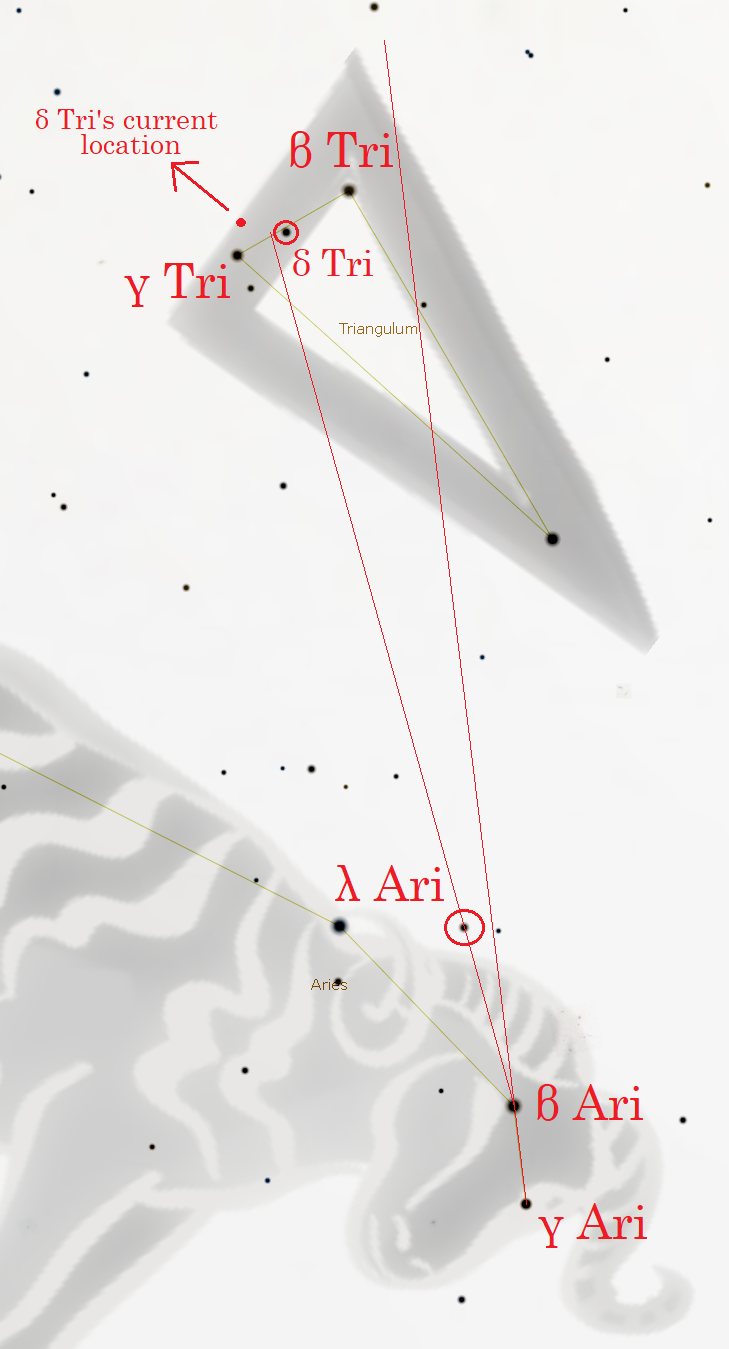 δ Tri's current
location
β Tri
γ Tri
δ Tri
Triangulum
λ Ari
Aries
β Ari
γ Ari